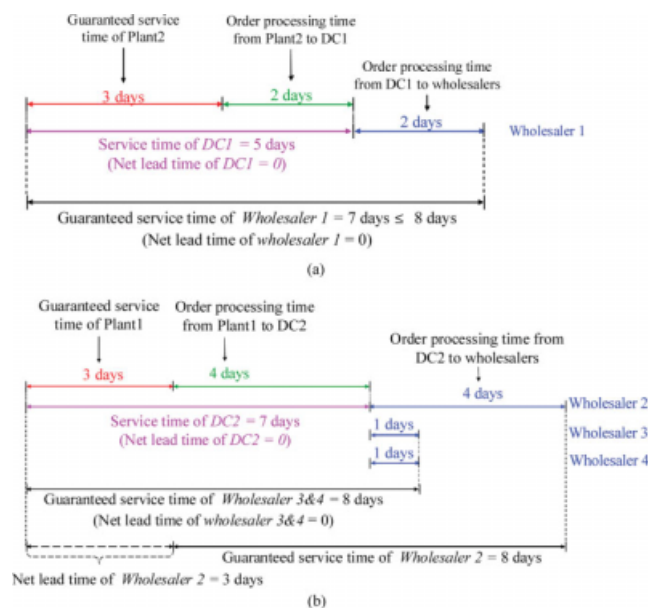 Guaranteed service
time of Plant2
Order processing time
from Plant2 to DC1
Order processing time
from DC1 to wholesalers
3 days
2 days
2 days
Wholesaler 1
Service time of DC1 = 5 days
(Net lead time of DC1 = 0)
Guaranteed service time of Wholesaler 1 = 7 days ≤ 8 days
(Net lead time of wholesaler 1 = 0)
(a)
Guaranteed service
time of Plant1
Order processing time
from Plant1 to DC2
Order processing time from
DC2 to wholesalers
3 days
4 days
4 days
Wholesaler 2
Service time of DC2 = 7 days
(Net lead time of DC2 = 0)
1 days
Wholesaler 3
1 days
Wholesaler 4
Guaranteed service time of Wholesaler 3&4 = 8 days
(Net lead time of wholesaler 3&4 = 0)
Guaranteed service time of Wholesaler 2 = 8 days
Net lead time of Wholesaler 2 = 3 days
(b)